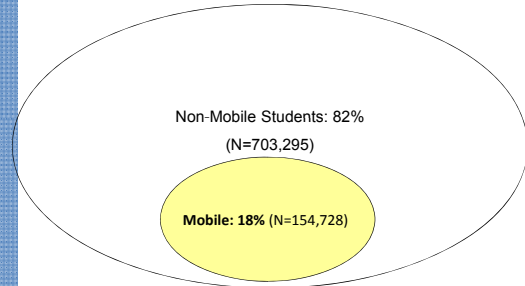 Non-Mobile Students: 82%
(N=703,295)
Mobile: 18% (N=154,728)